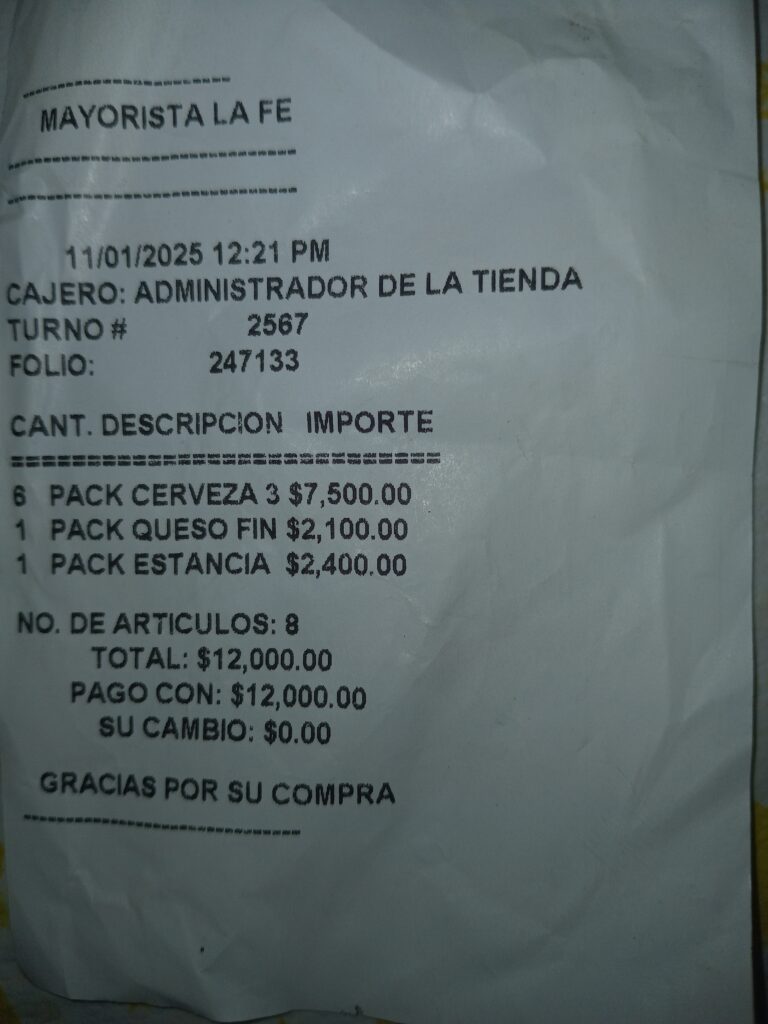 --------------------------------
MAYORISTA LA FE
--------------------------------
--------------------------------
11/01/2025 12:21 PM
CAJERO: ADMINISTRADOR DE LA TIENDA
TURNO # 2567
FOLIO: 247133
CANT. DESCRIPCION IMPORTE
================================
6 PACK CERVEZA 3 $7,500.00
1 PACK QUESO FIN $2,100.00
1 PACK ESTANCIA $2,400.00
NO. DE ARTICULOS: 8
TOTAL: $12,000.00
PAGO CON: $12,000.00
SU CAMBIO: $0.00
GRACIAS POR SU COMPRA
--------------------------------